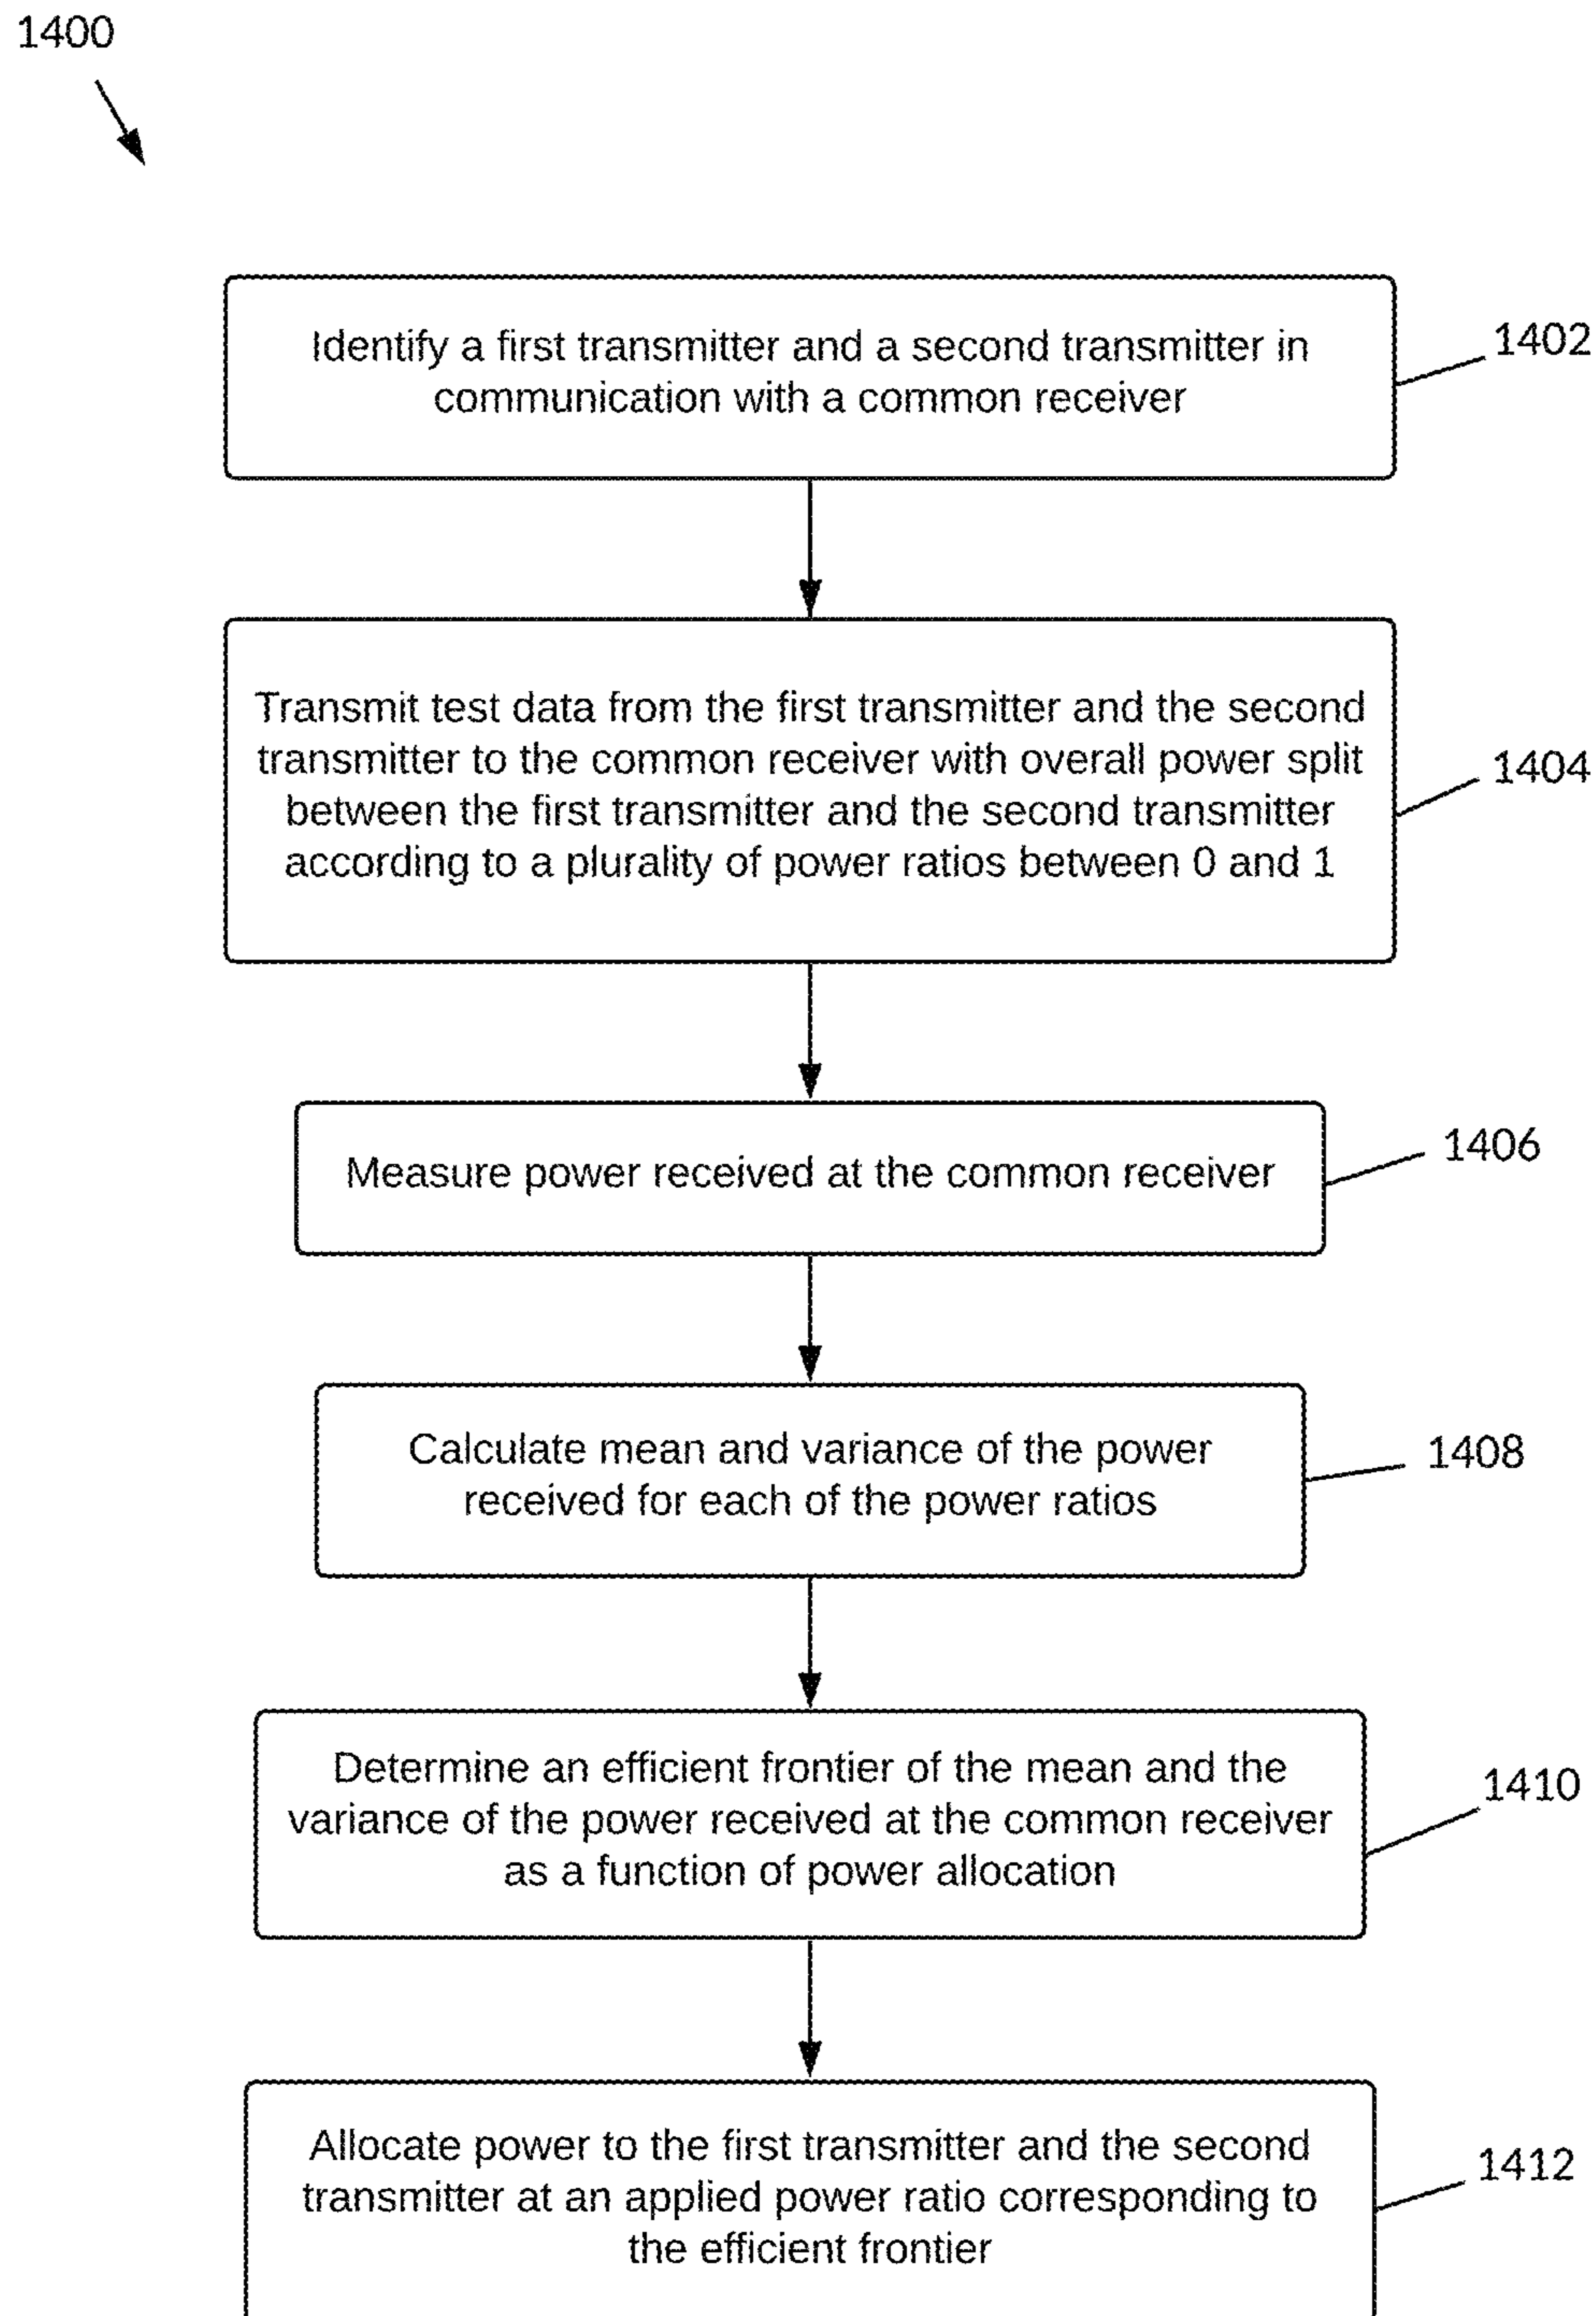 1400
Identify a first transmitter and a second transmitter in
communication with a common receiver
1402
Transmit test data from the first transmitter and the second
transmitter to the common receiver with overall power split
between the first transmitter and the second transmitter
according to a plurality of power ratios between 0 and 1
1404
Measure power received at the common receiver
1406
Calculate mean and variance of the power
received for each of the power ratios
1408
Determine an efficient frontier of the mean and the
variance of the power received at the common receiver
as a function of power allocation
1410
Allocate power to the first transmitter and the second
transmitter at an applied power ratio corresponding to
the efficient frontier
1412